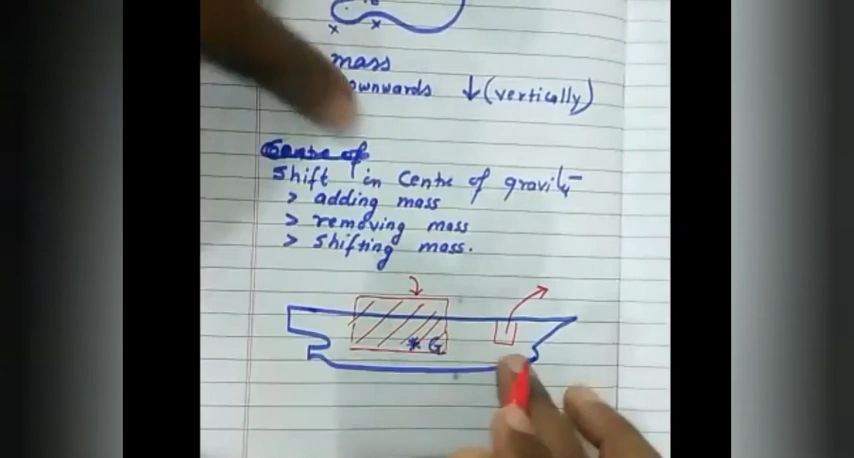 mass
ownwards ↓ (vertically)
Centre of
Shift in Centre of gravity
> adding mass
> removing mass
> shifting mass.
G